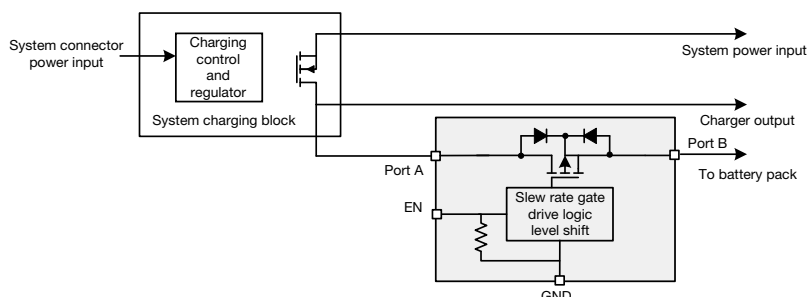 System connector
power input
Charging
control
and
regulator
System charging block
System power input
Charger output
Port A
Port B
To battery pack
EN
Slew rate gate
drive logic
level shift
GND